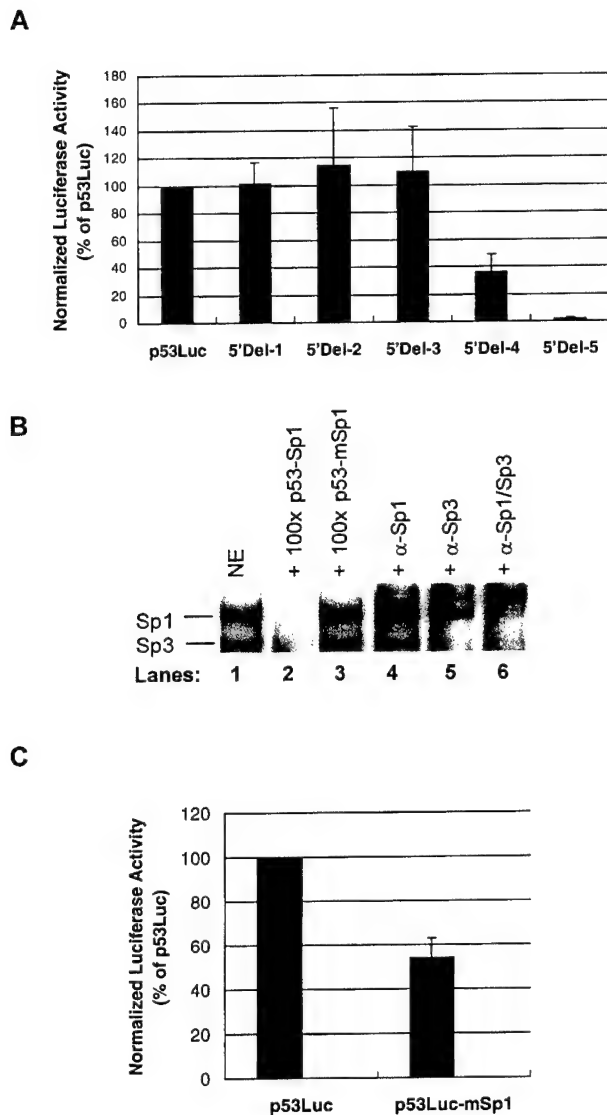 A
Normalized Luciferase Activity
(% of p53Luc)
180
160
140
120
100
80
60
40
20
0
p53Luc 5'Del-1 5'Del-2 5'Del-3 5'Del-4 5'Del-5
B
NE
+ 100x p53-Sp1
+ 100x p53-mSp1
+ α-Sp1
+ α-Sp3
+ α-Sp1/Sp3
Sp1
Sp3
Lanes: 1 2 3 4 5 6
C
Normalized Luciferase Activity
(% of p53Luc)
120
100
80
60
40
20
0
p53Luc p53Luc-mSp1